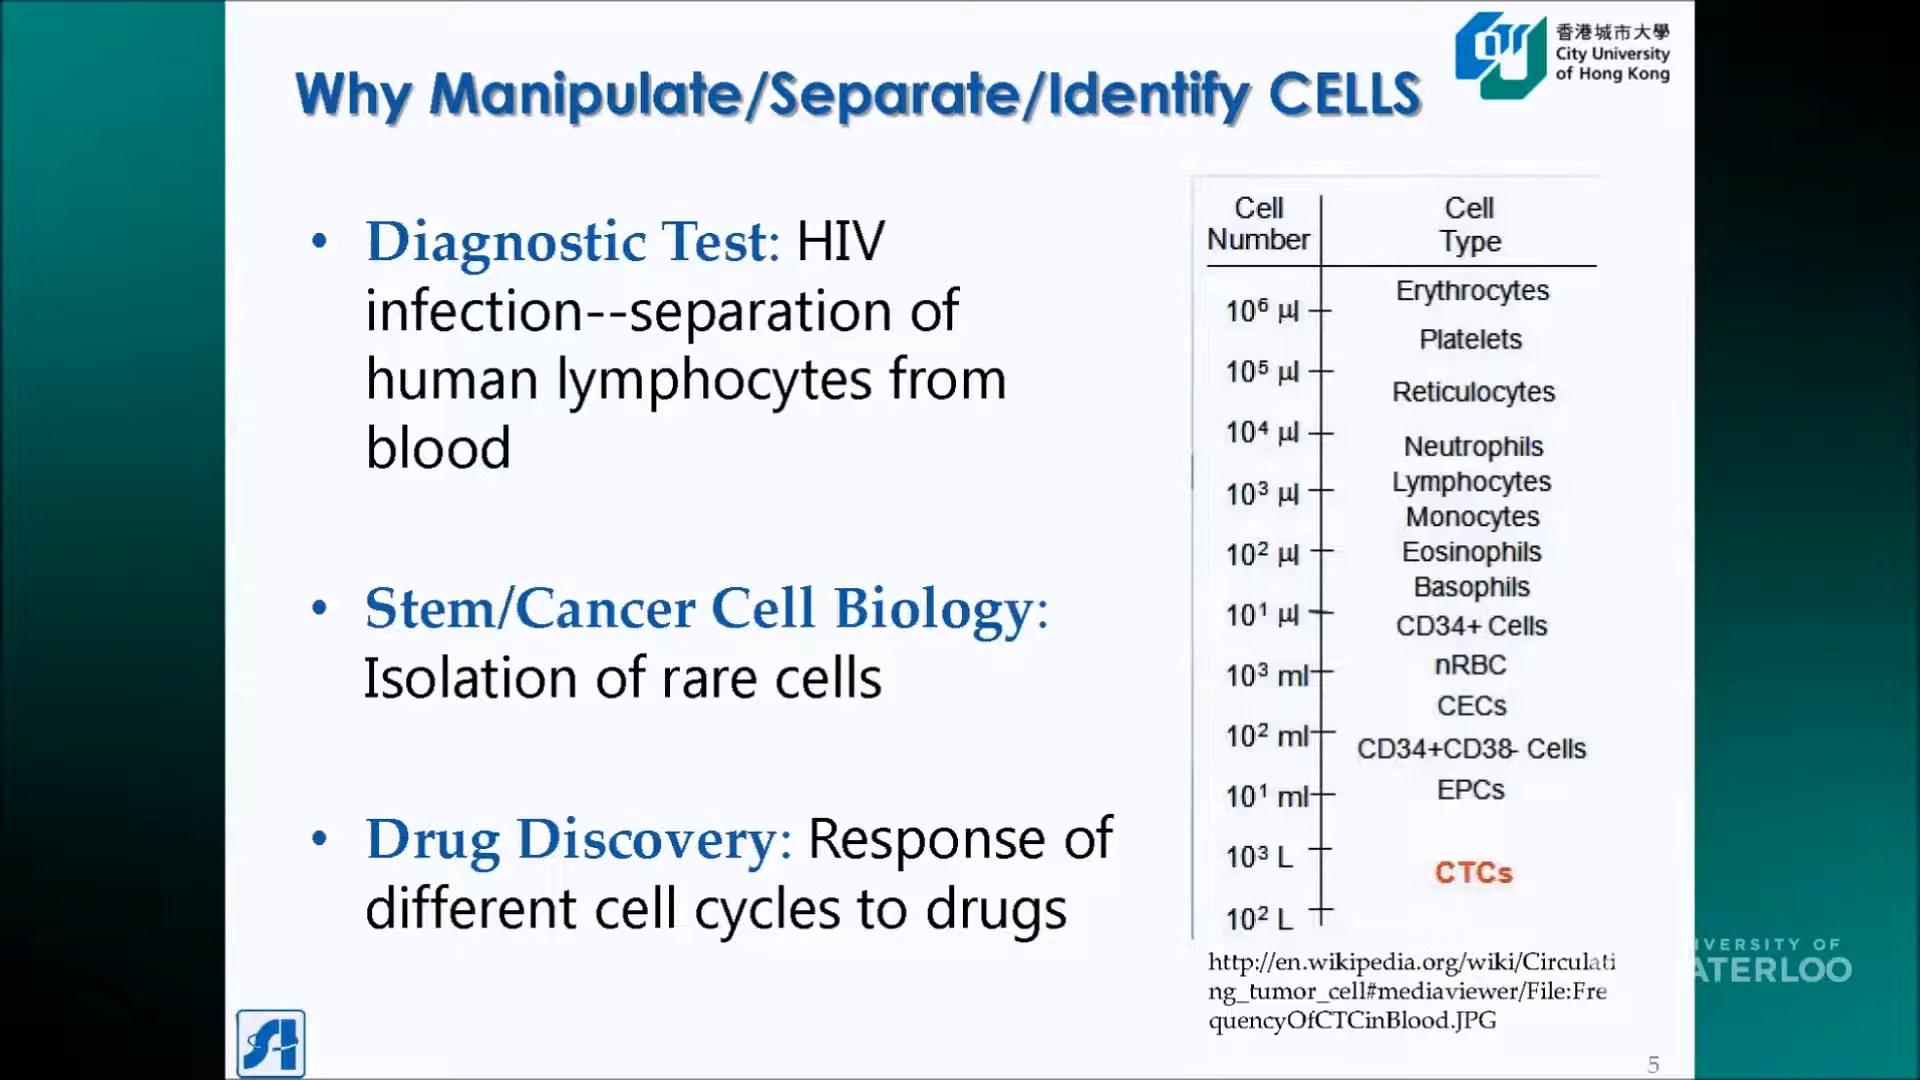 香港城市大學
City University
of Hong Kong
Why Manipulate/Separate/Identify CELLS
• Diagnostic Test: HIV
infection--separation of
human lymphocytes from
blood
• Stem/Cancer Cell Biology:
Isolation of rare cells
• Drug Discovery: Response of
different cell cycles to drugs
Cell Number Cell Type
Erythrocytes
10⁶ µl
Platelets
10⁵ µl
Reticulocytes
10⁴ µl
Neutrophils
Lymphocytes
10³ µl
Monocytes
Eosinophils
10² µl
Basophils
10¹ µl
CD34+ Cells
nRBC
10³ ml
CECs
10² ml
CD34+CD38- Cells
EPCs
10¹ ml
10³ L
CTCs
10² L
http://en.wikipedia.org/wiki/Circulati
ng_tumor_cell#mediaviewer/File:Fre
quencyOfCTCinBlood.JPG
IVERSITY OF
ATERLOO
5